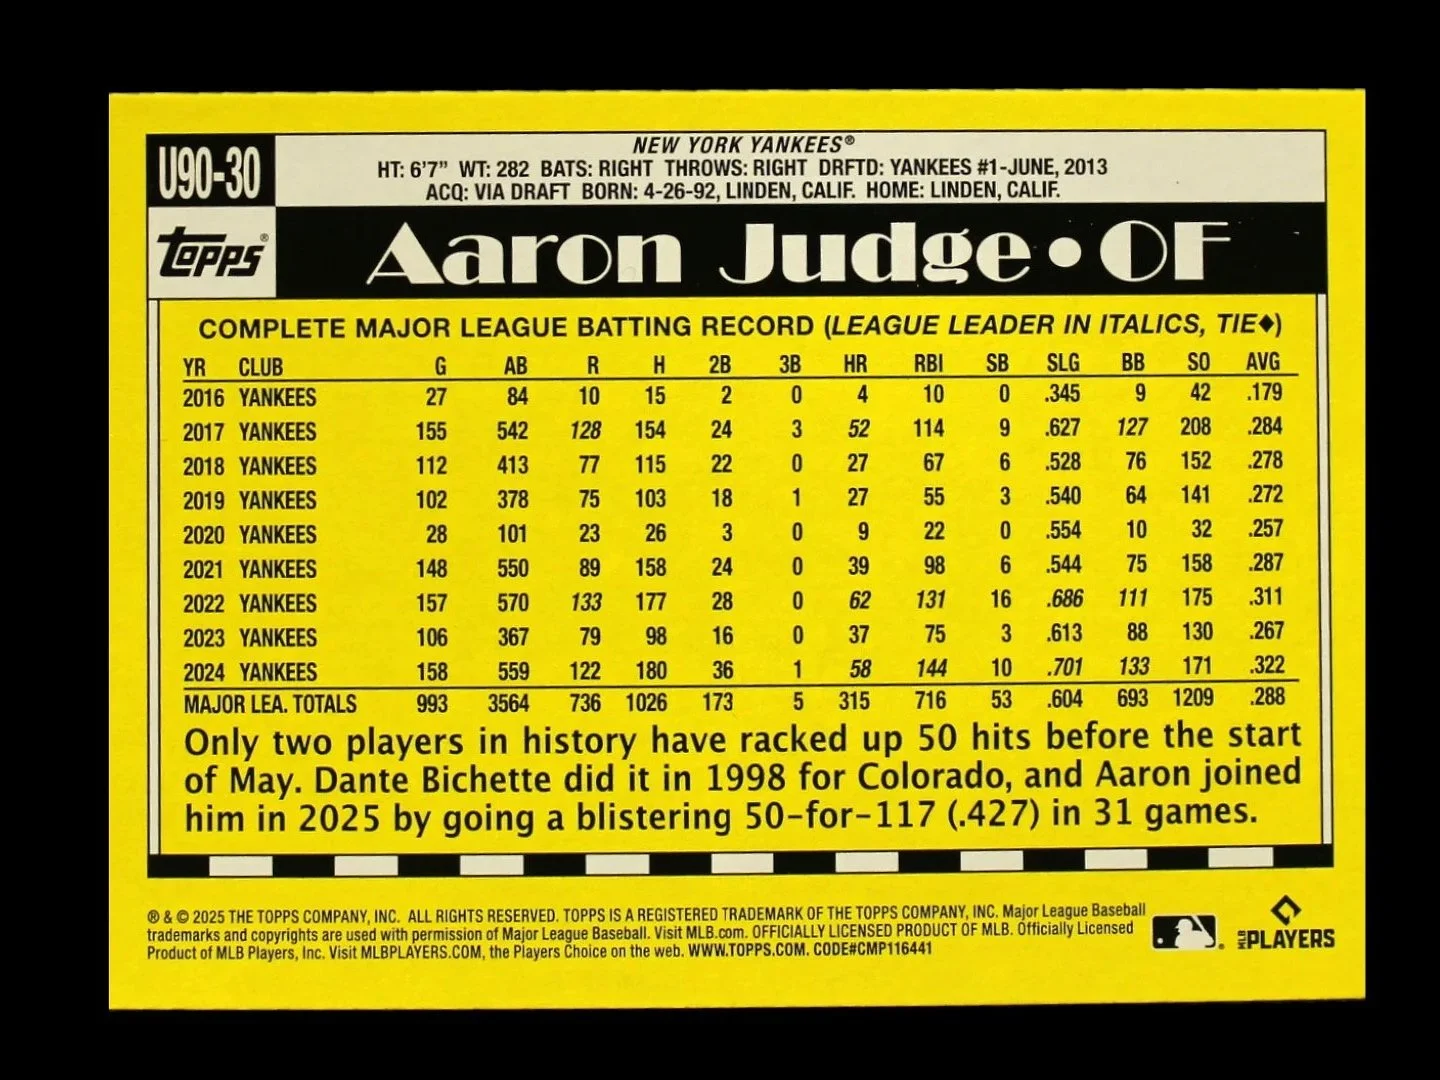 U90-30
NEW YORK YANKEES®
HT: 6'7" WT: 282 BATS: RIGHT THROWS: RIGHT DRFTD: YANKEES #1-JUNE, 2013
ACQ: VIA DRAFT BORN: 4-26-92, LINDEN, CALIF. HOME: LINDEN, CALIF.
topps®
Aaron Judge • OF
COMPLETE MAJOR LEAGUE BATTING RECORD (LEAGUE LEADER IN ITALICS, TIE♦)
YR CLUB G AB R H 2B 3B HR RBI SB SLG BB SO AVG
2016 YANKEES 27 84 10 15 2 0 4 10 0 .345 9 42 .179
2017 YANKEES 155 542 128 154 24 3 52 114 9 .627 127 208 .284
2018 YANKEES 112 413 77 115 22 0 27 67 6 .528 76 152 .278
2019 YANKEES 102 378 75 103 18 1 27 55 3 .540 64 141 .272
2020 YANKEES 28 101 23 26 3 0 9 22 0 .554 10 32 .257
2021 YANKEES 148 550 89 158 24 0 39 98 6 .544 75 158 .287
2022 YANKEES 157 570 133 177 28 0 62 131 16 .686 111 175 .311
2023 YANKEES 106 367 79 98 16 0 37 75 3 .613 88 130 .267
2024 YANKEES 158 559 122 180 36 1 58 144 10 .701 133 171 .322
MAJOR LEA. TOTALS 993 3564 736 1026 173 5 315 716 53 .604 693 1209 .288
Only two players in history have racked up 50 hits before the start
of May. Dante Bichette did it in 1998 for Colorado, and Aaron joined
him in 2025 by going a blistering 50-for-117 (.427) in 31 games.
® & © 2025 THE TOPPS COMPANY, INC. ALL RIGHTS RESERVED. TOPPS IS A REGISTERED TRADEMARK OF THE TOPPS COMPANY, INC. Major League Baseball
trademarks and copyrights are used with permission of Major League Baseball. Visit MLB.com. OFFICIALLY LICENSED PRODUCT OF MLB. Officially Licensed
Product of MLB Players, Inc. Visit MLBPLAYERS.COM, the Players Choice on the web. WWW.TOPPS.COM. CODE#CMP116441
MLB PLAYERS